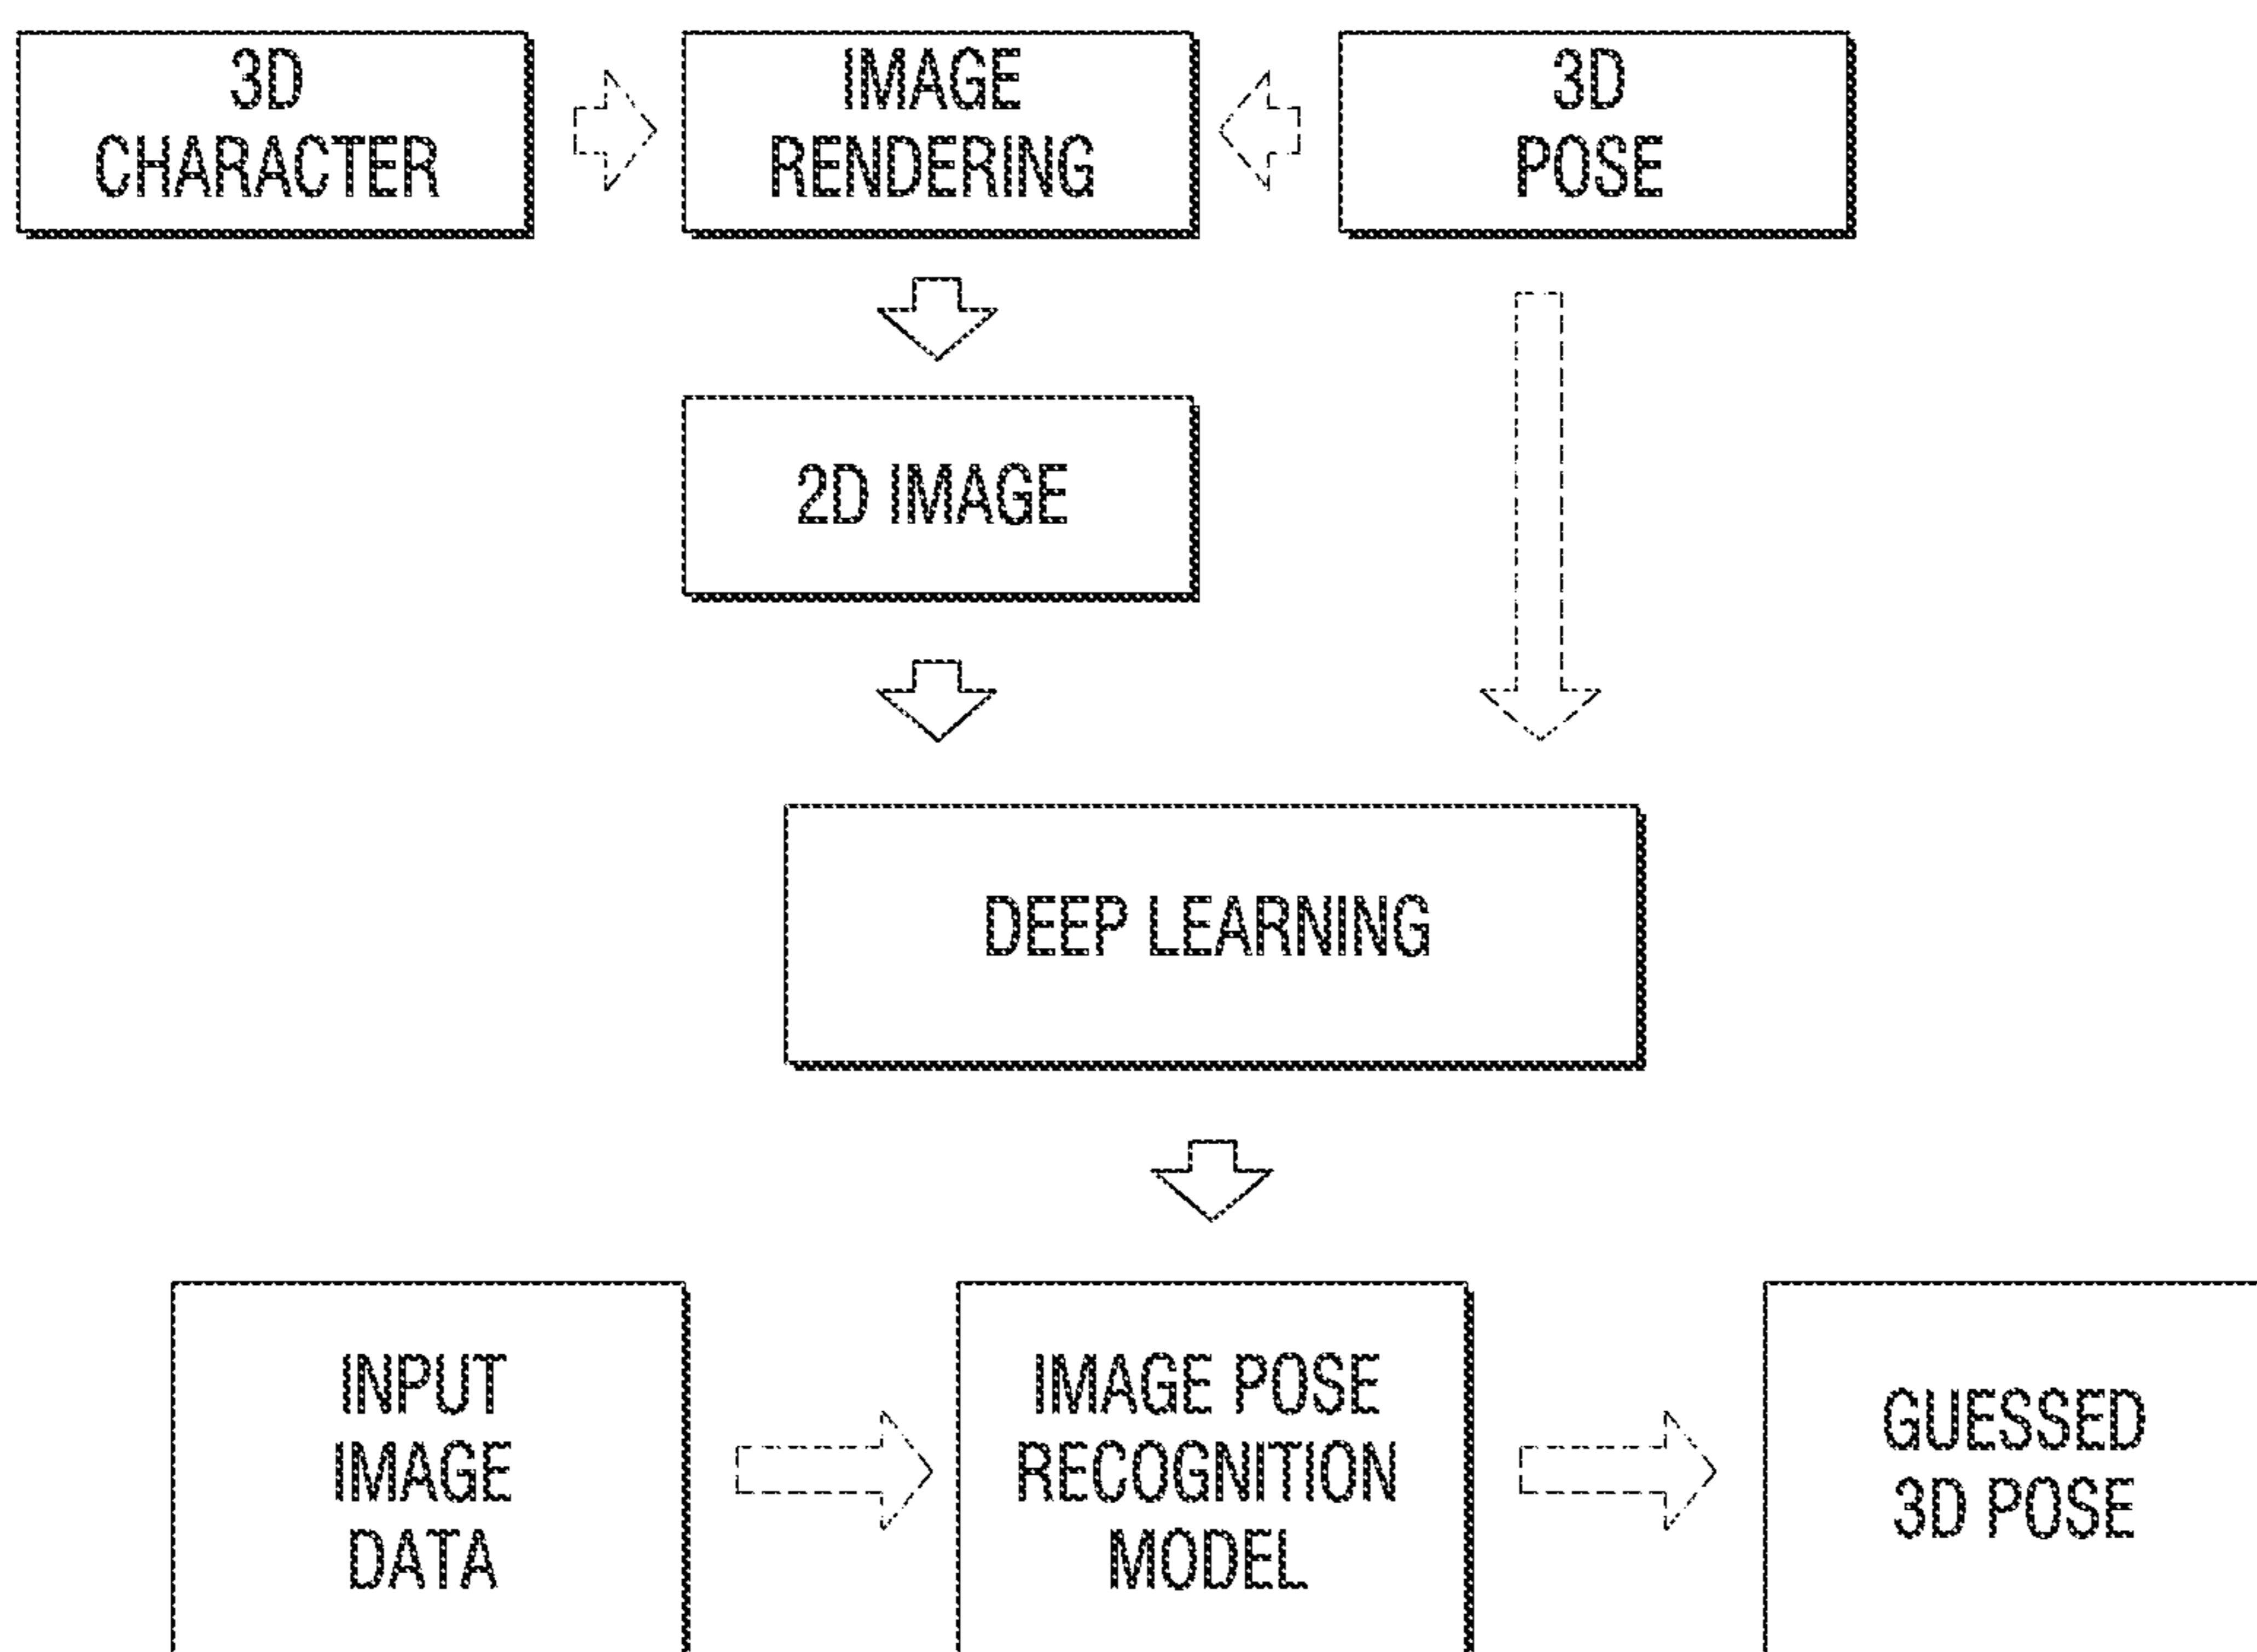 3D
CHARACTER
IMAGE
RENDERING
3D
POSE
2D IMAGE
DEEP LEARNING
INPUT
IMAGE
DATA
IMAGE POSE
RECOGNITION
MODEL
GUESSED
3D POSE